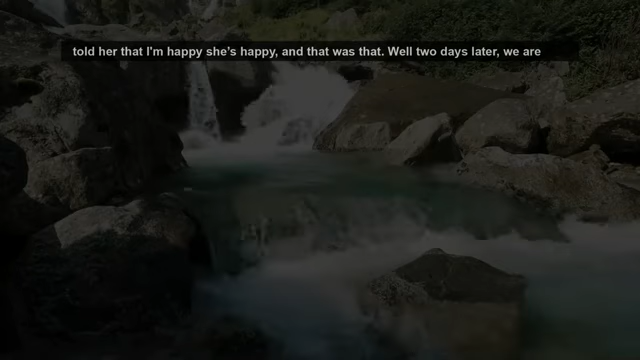 told her that I'm happy she's happy, and that was that. Well two days later, we are